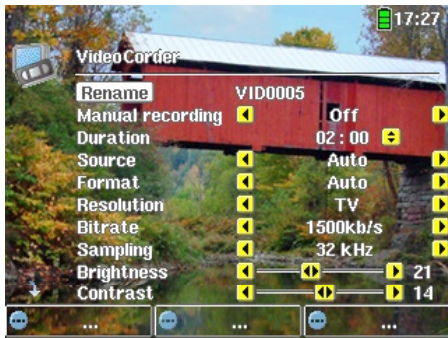 17:27
VideoCorder
Rename VID0005
Manual recording Off
Duration 02:00
Source Auto
Format Auto
Resolution TV
Bitrate 1500kb/s
Sampling 32 kHz
Brightness 21
Contrast 14
... ... ...